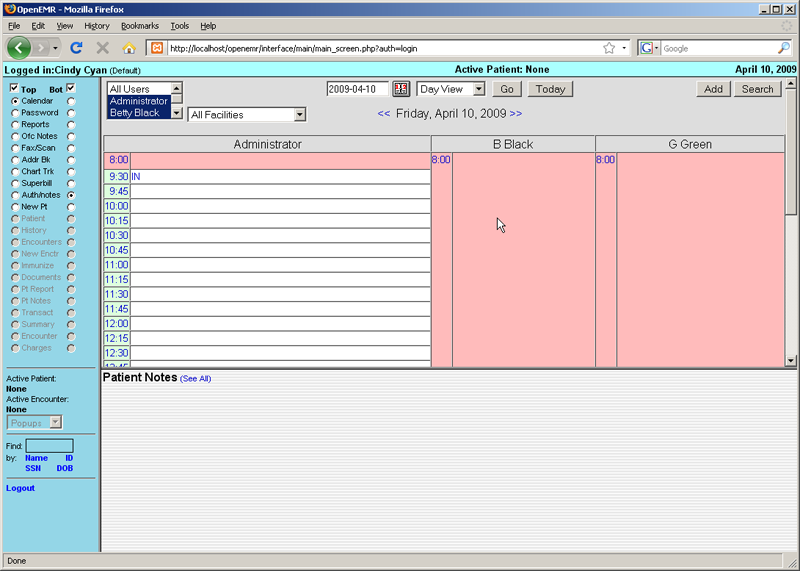 OpenEMR - Mozilla Firefox
File Edit View History Bookmarks Tools Help
http://localhost/openemr/interface/main/main_screen.php?auth=login
G Google
Logged in:Cindy Cyan (Default)
Active Patient: None
April 10, 2009
Top Bot
Calendar
Password
Reports
Ofc Notes
Fax/Scan
Addr Bk
Chart Trk
Superbill
Auth/notes
New Pt
Patient
History
Encounters
New Enctr
Immunize
Documents
Pt Report
Pt Notes
Transact
Summary
Encounter
Charges
Active Patient:
None
Active Encounter:
None
Popups
Find:
by: Name ID
SSN DOB
Logout
All Users
Administrator
Betty Black
All Facilities
2009-04-10
Day View
Go
Today
Add
Search
<< Friday, April 10, 2009 >>
Administrator B Black G Green
8:00 8:00 8:00
9:30 IN
9:45
10:00
10:15
10:30
10:45
11:00
11:15
11:30
11:45
12:00
12:15
12:30
12:45
Patient Notes (See All)
Done